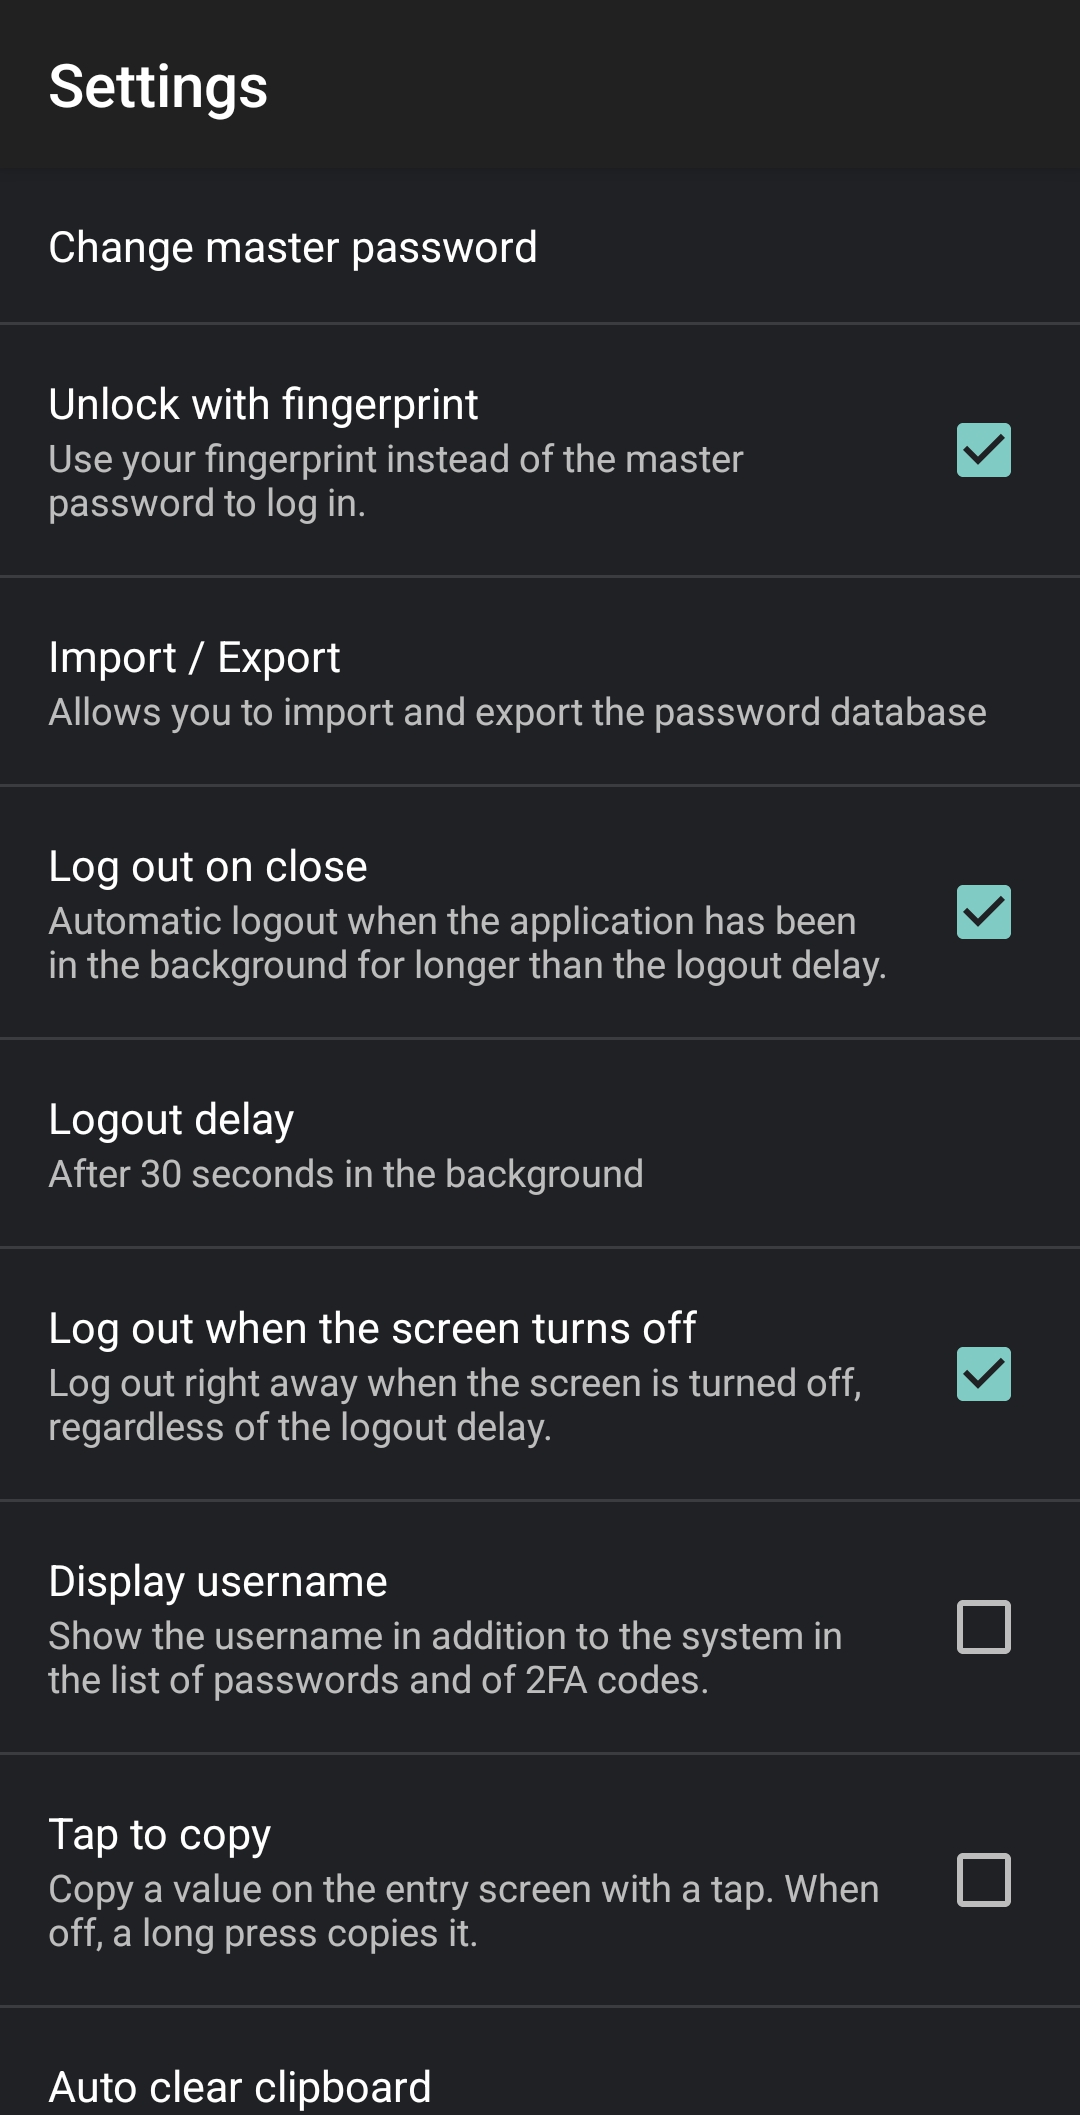 Settings
Change master password
Unlock with fingerprint
Use your fingerprint instead of the master
password to log in.
Import / Export
Allows you to import and export the password database
Log out on close
Automatic logout when the application has been
in the background for longer than the logout delay.
Logout delay
After 30 seconds in the background
Log out when the screen turns off
Log out right away when the screen is turned off,
regardless of the logout delay.
Display username
Show the username in addition to the system in
the list of passwords and of 2FA codes.
Tap to copy
Copy a value on the entry screen with a tap. When
off, a long press copies it.
Auto clear clipboard